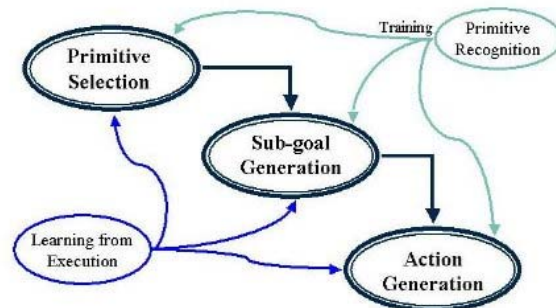 Training
Primitive
Recognition
Primitive
Selection
Sub-goal
Generation
Learning from
Execution
Action
Generation